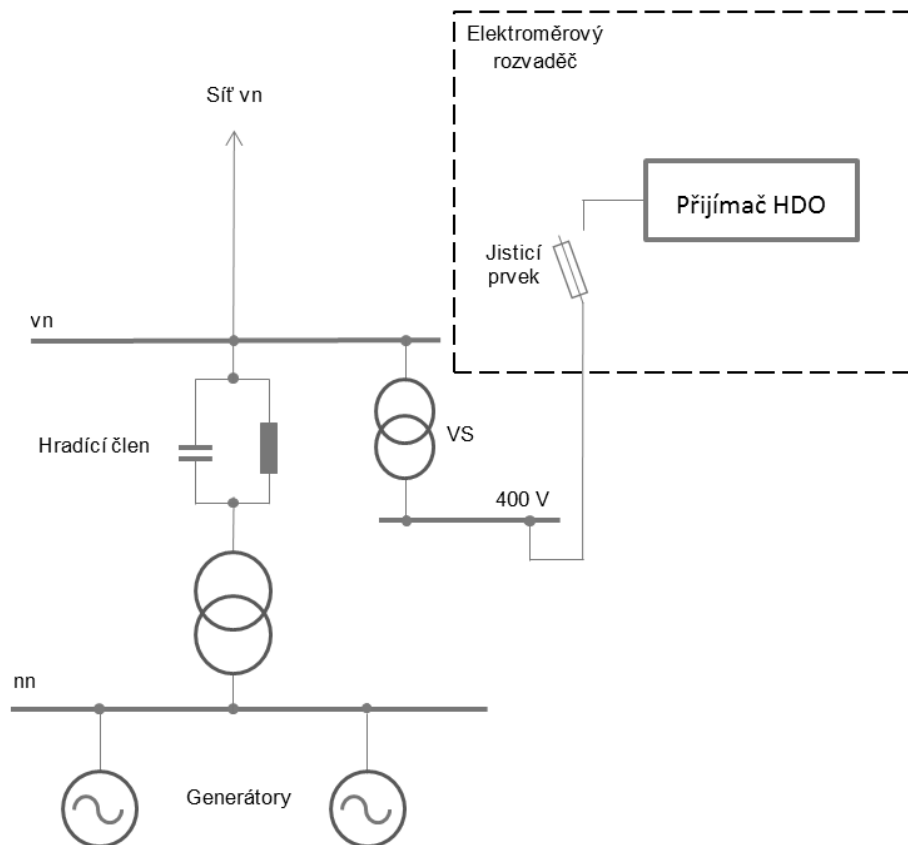 Elektroměrový
rozvaděč
Síť vn
Přijímač HDO
Jisticí
prvek
vn
Hradící člen
VS
400 V
nn
Generátory